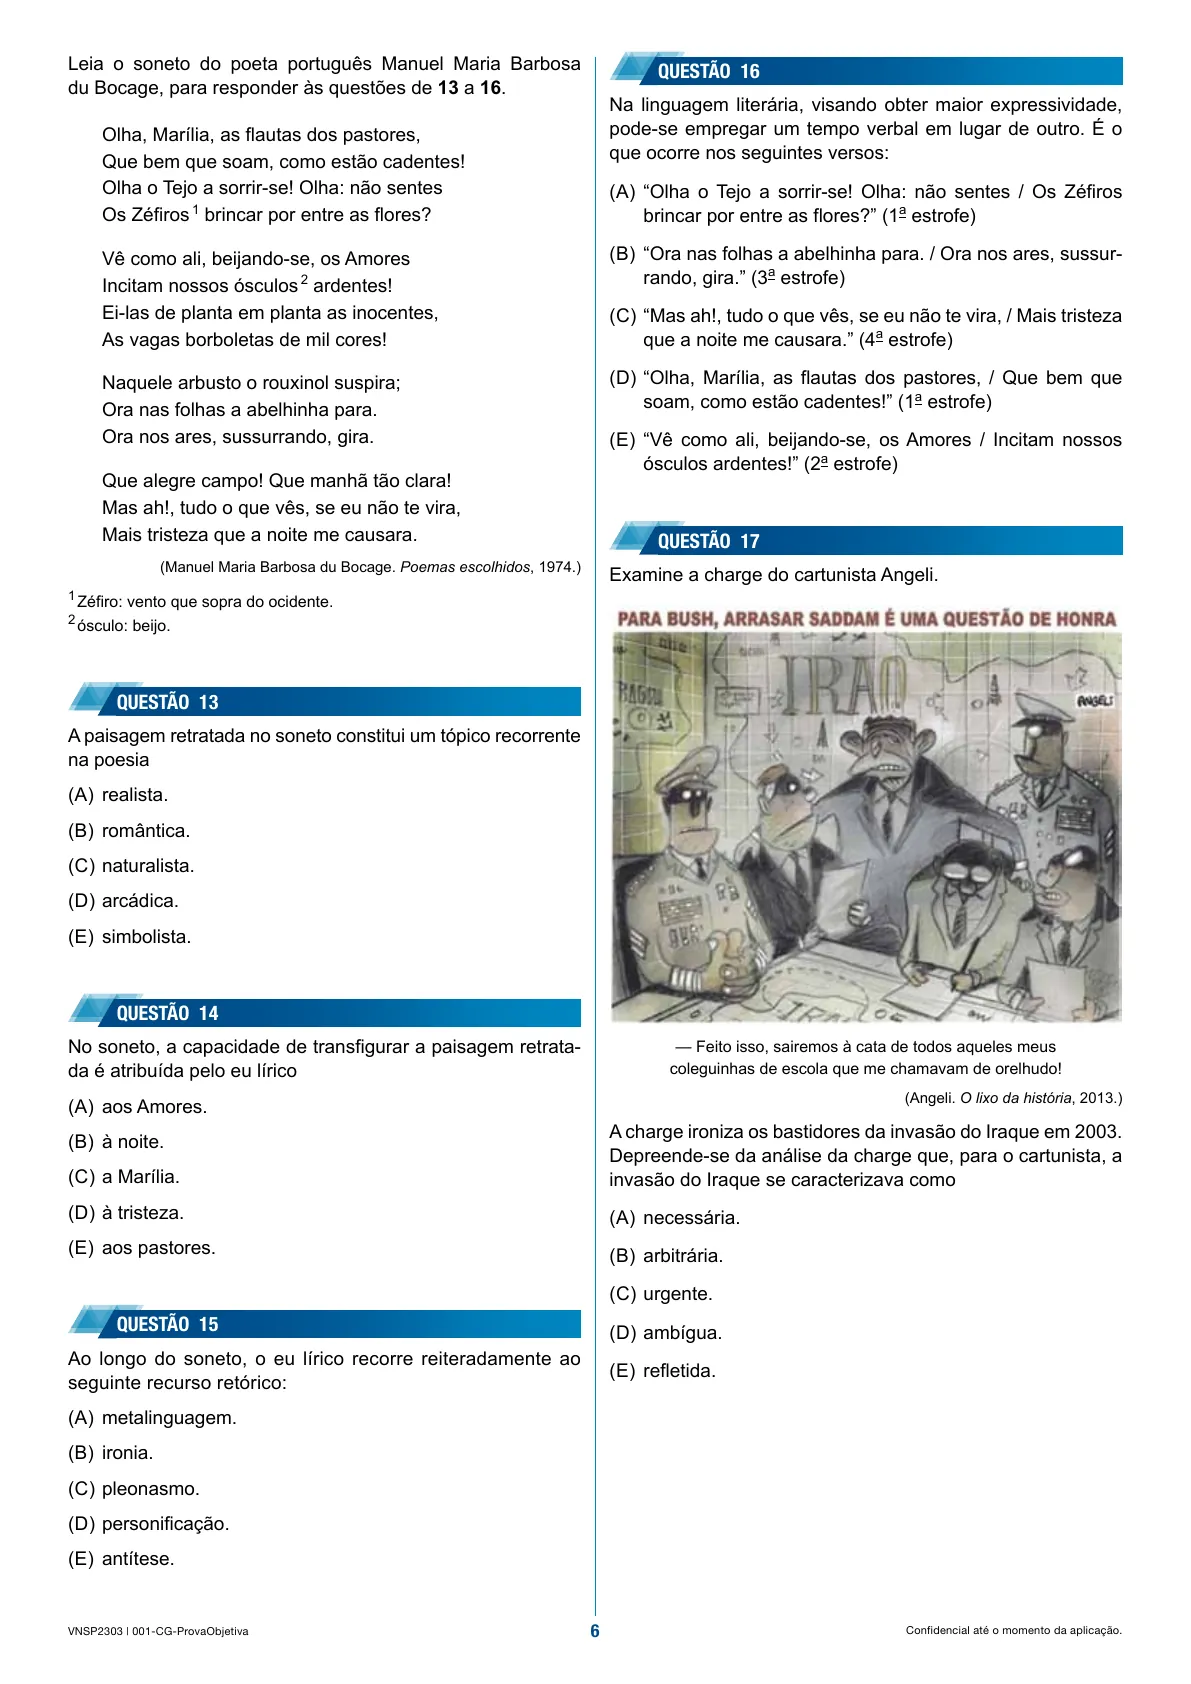 Leia o soneto do poeta português Manuel Maria Barbosa
du Bocage, para responder às questões de 13 a 16.
Olha, Marília, as flautas dos pastores,
Que bem que soam, como estão cadentes!
Olha o Tejo a sorrir-se! Olha: não sentes
Os Zéfiros1 brincar por entre as flores?
Vê como ali, beijando-se, os Amores
Incitam nossos ósculos2 ardentes!
Ei-las de planta em planta as inocentes,
As vagas borboletas de mil cores!
Naquele arbusto o rouxinol suspira;
Ora nas folhas a abelhinha para.
Ora nos ares, sussurrando, gira.
Que alegre campo! Que manhã tão clara!
Mas ah!, tudo o que vês, se eu não te vira,
Mais tristeza que a noite me causara.
(Manuel Maria Barbosa du Bocage. Poemas escolhidos, 1974.)
1 Zéfiro: vento que sopra do ocidente.
2 ósculo: beijo.
QUESTÃO 13
A paisagem retratada no soneto constitui um tópico recorrente
na poesia
(A) realista.
(B) romântica.
(C) naturalista.
(D) arcádica.
(E) simbolista.
QUESTÃO 14
No soneto, a capacidade de transfigurar a paisagem retrata-
da é atribuída pelo eu lírico
(A) aos Amores.
(B) à noite.
(C) a Marília.
(D) à tristeza.
(E) aos pastores.
QUESTÃO 15
Ao longo do soneto, o eu lírico recorre reiteradamente ao
seguinte recurso retórico:
(A) metalinguagem.
(B) ironia.
(C) pleonasmo.
(D) personificação.
(E) antítese.
QUESTÃO 16
Na linguagem literária, visando obter maior expressividade,
pode-se empregar um tempo verbal em lugar de outro. É o
que ocorre nos seguintes versos:
(A) “Olha o Tejo a sorrir-se! Olha: não sentes / Os Zéfiros
brincar por entre as flores?” (1ª estrofe)
(B) “Ora nas folhas a abelhinha para. / Ora nos ares, sussur-
rando, gira.” (3ª estrofe)
(C) “Mas ah!, tudo o que vês, se eu não te vira, / Mais tristeza
que a noite me causara.” (4ª estrofe)
(D) “Olha, Marília, as flautas dos pastores, / Que bem que
soam, como estão cadentes!” (1ª estrofe)
(E) “Vê como ali, beijando-se, os Amores / Incitam nossos
ósculos ardentes!” (2ª estrofe)
QUESTÃO 17
Examine a charge do cartunista Angeli.
PARA BUSH, ARRASAR SADDAM É UMA QUESTÃO DE HONRA
IRAQ
ANGELI
— Feito isso, sairemos à cata de todos aqueles meus
coleguinhas de escola que me chamavam de orelhudo!
(Angeli. O lixo da história, 2013.)
A charge ironiza os bastidores da invasão do Iraque em 2003.
Depreende-se da análise da charge que, para o cartunista, a
invasão do Iraque se caracterizava como
(A) necessária.
(B) arbitrária.
(C) urgente.
(D) ambígua.
(E) refletida.
VNSP2303 | 001-CG-ProvaObjetiva
6
Confidencial até o momento da aplicação.